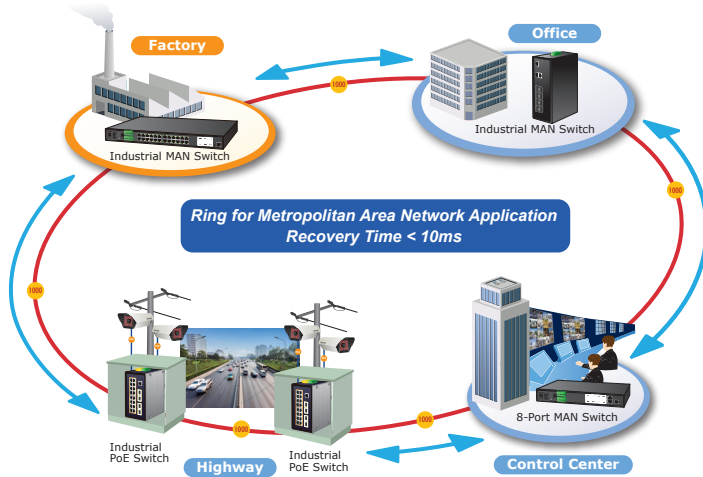 Factory
Office
1000
Industrial MAN Switch
Industrial MAN Switch
1000
Ring for Metropolitan Area Network Application
Recovery Time < 10ms
1000
8-Port MAN Switch
1000
1000
Industrial
PoE Switch
Highway
Industrial
PoE Switch
Control Center